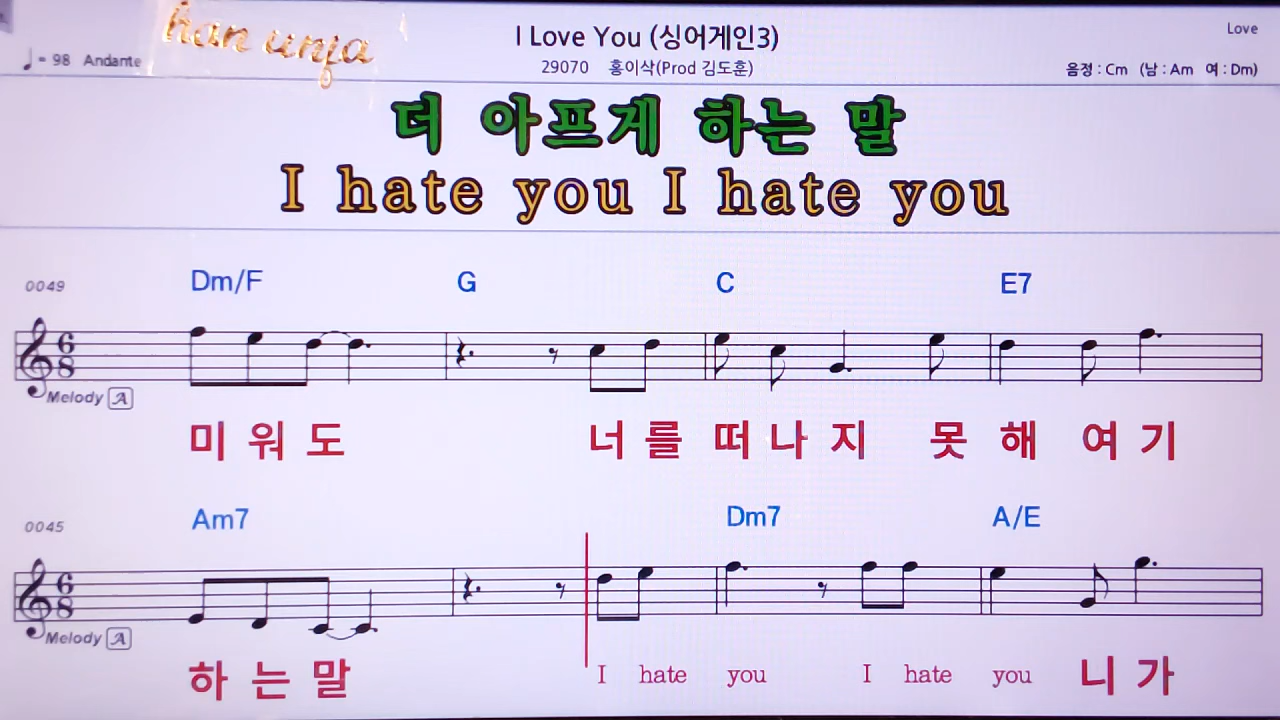 han unja
I Love You (싱어게인3)
Love
♩= 98 Andante
29070 홍이삭(Prod 김도훈)
음정 : Cm (남 : Am 여 : Dm)
더 아프게 하는 말
I hate you I hate you
0049 Dm/F G C E7
6 8
Melody A
미 워 도 너 를 떠 나 지 못 해 여 기
0045 Am7 Dm7 A/E
6 8
Melody A
하 는 말 I hate you I hate you 니 가